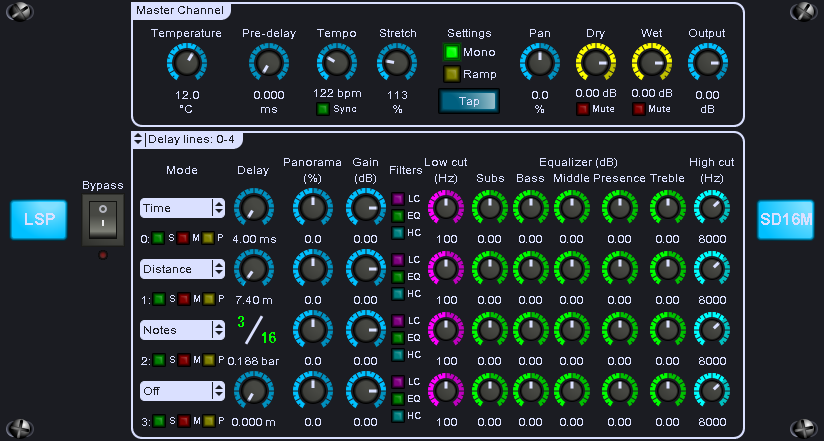 Master Channel
Temperature Pre-delay Tempo Stretch Settings Pan Dry Wet Output
Mono
Ramp
12.0 0.000 122 bpm 113 Tap 0.0 0.00 dB 0.00 dB 0.00
°C ms Sync % % Mute Mute dB
Delay lines: 0-4
Mode Delay Panorama Gain Filters Low cut Equalizer (dB) High cut
(%) (dB) (Hz) Subs Bass Middle Presence Treble (Hz)
Bypass
LSP
SD16M
Time LC
EQ
0: S M P 4.00 ms 0.0 0.00 HC 100 0.00 0.00 0.00 0.00 0.00 8000
Distance LC
EQ
1: S M P 7.40 m 0.0 0.00 HC 100 0.00 0.00 0.00 0.00 0.00 8000
Notes 3/16 LC
EQ
2: S M P 0.188 bar 0.0 0.00 HC 100 0.00 0.00 0.00 0.00 0.00 8000
Off LC
EQ
3: S M P 0.000 m 0.0 0.00 HC 100 0.00 0.00 0.00 0.00 0.00 8000